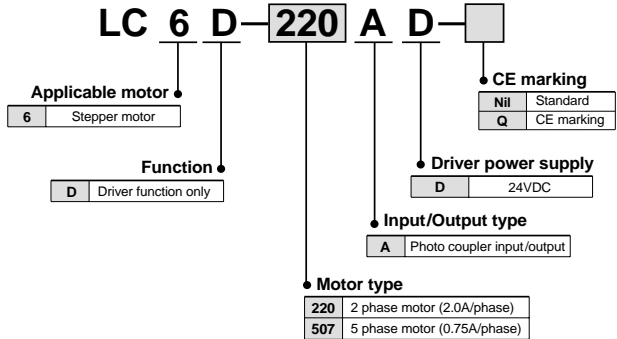 LC 6 D-220 A D-
CE marking
Nil Standard
Q CE marking
Applicable motor
6 Stepper motor
Function
D Driver function only
Driver power supply
D 24VDC
Input/Output type
A Photo coupler input/output
Motor type
220 2 phase motor (2.0A/phase)
507 5 phase motor (0.75A/phase)